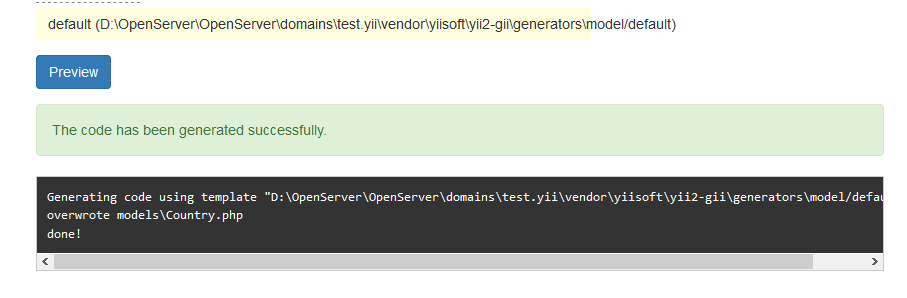 default (D:\OpenServer\OpenServer\domains\test.yii\vendor\yiisoft\yii2-gii\generators\model/default)
Preview
The code has been generated successfully.
Generating code using template "D:\OpenServer\OpenServer\domains\test.yii\vendor\yiisoft\yii2-gii\generators\model/defau
overwrote models\Country.php
done!